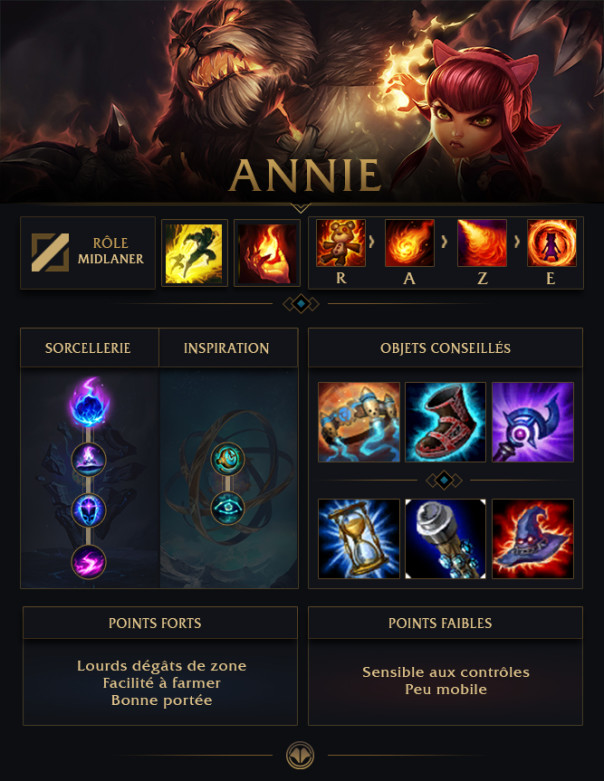 ANNIE
RÔLE
MIDLANER
R A Z E
SORCELLERIE
INSPIRATION
OBJETS CONSEILLÉS
POINTS FORTS
Lourds dégâts de zone
Facilité à farmer
Bonne portée
POINTS FAIBLES
Sensible aux contrôles
Peu mobile